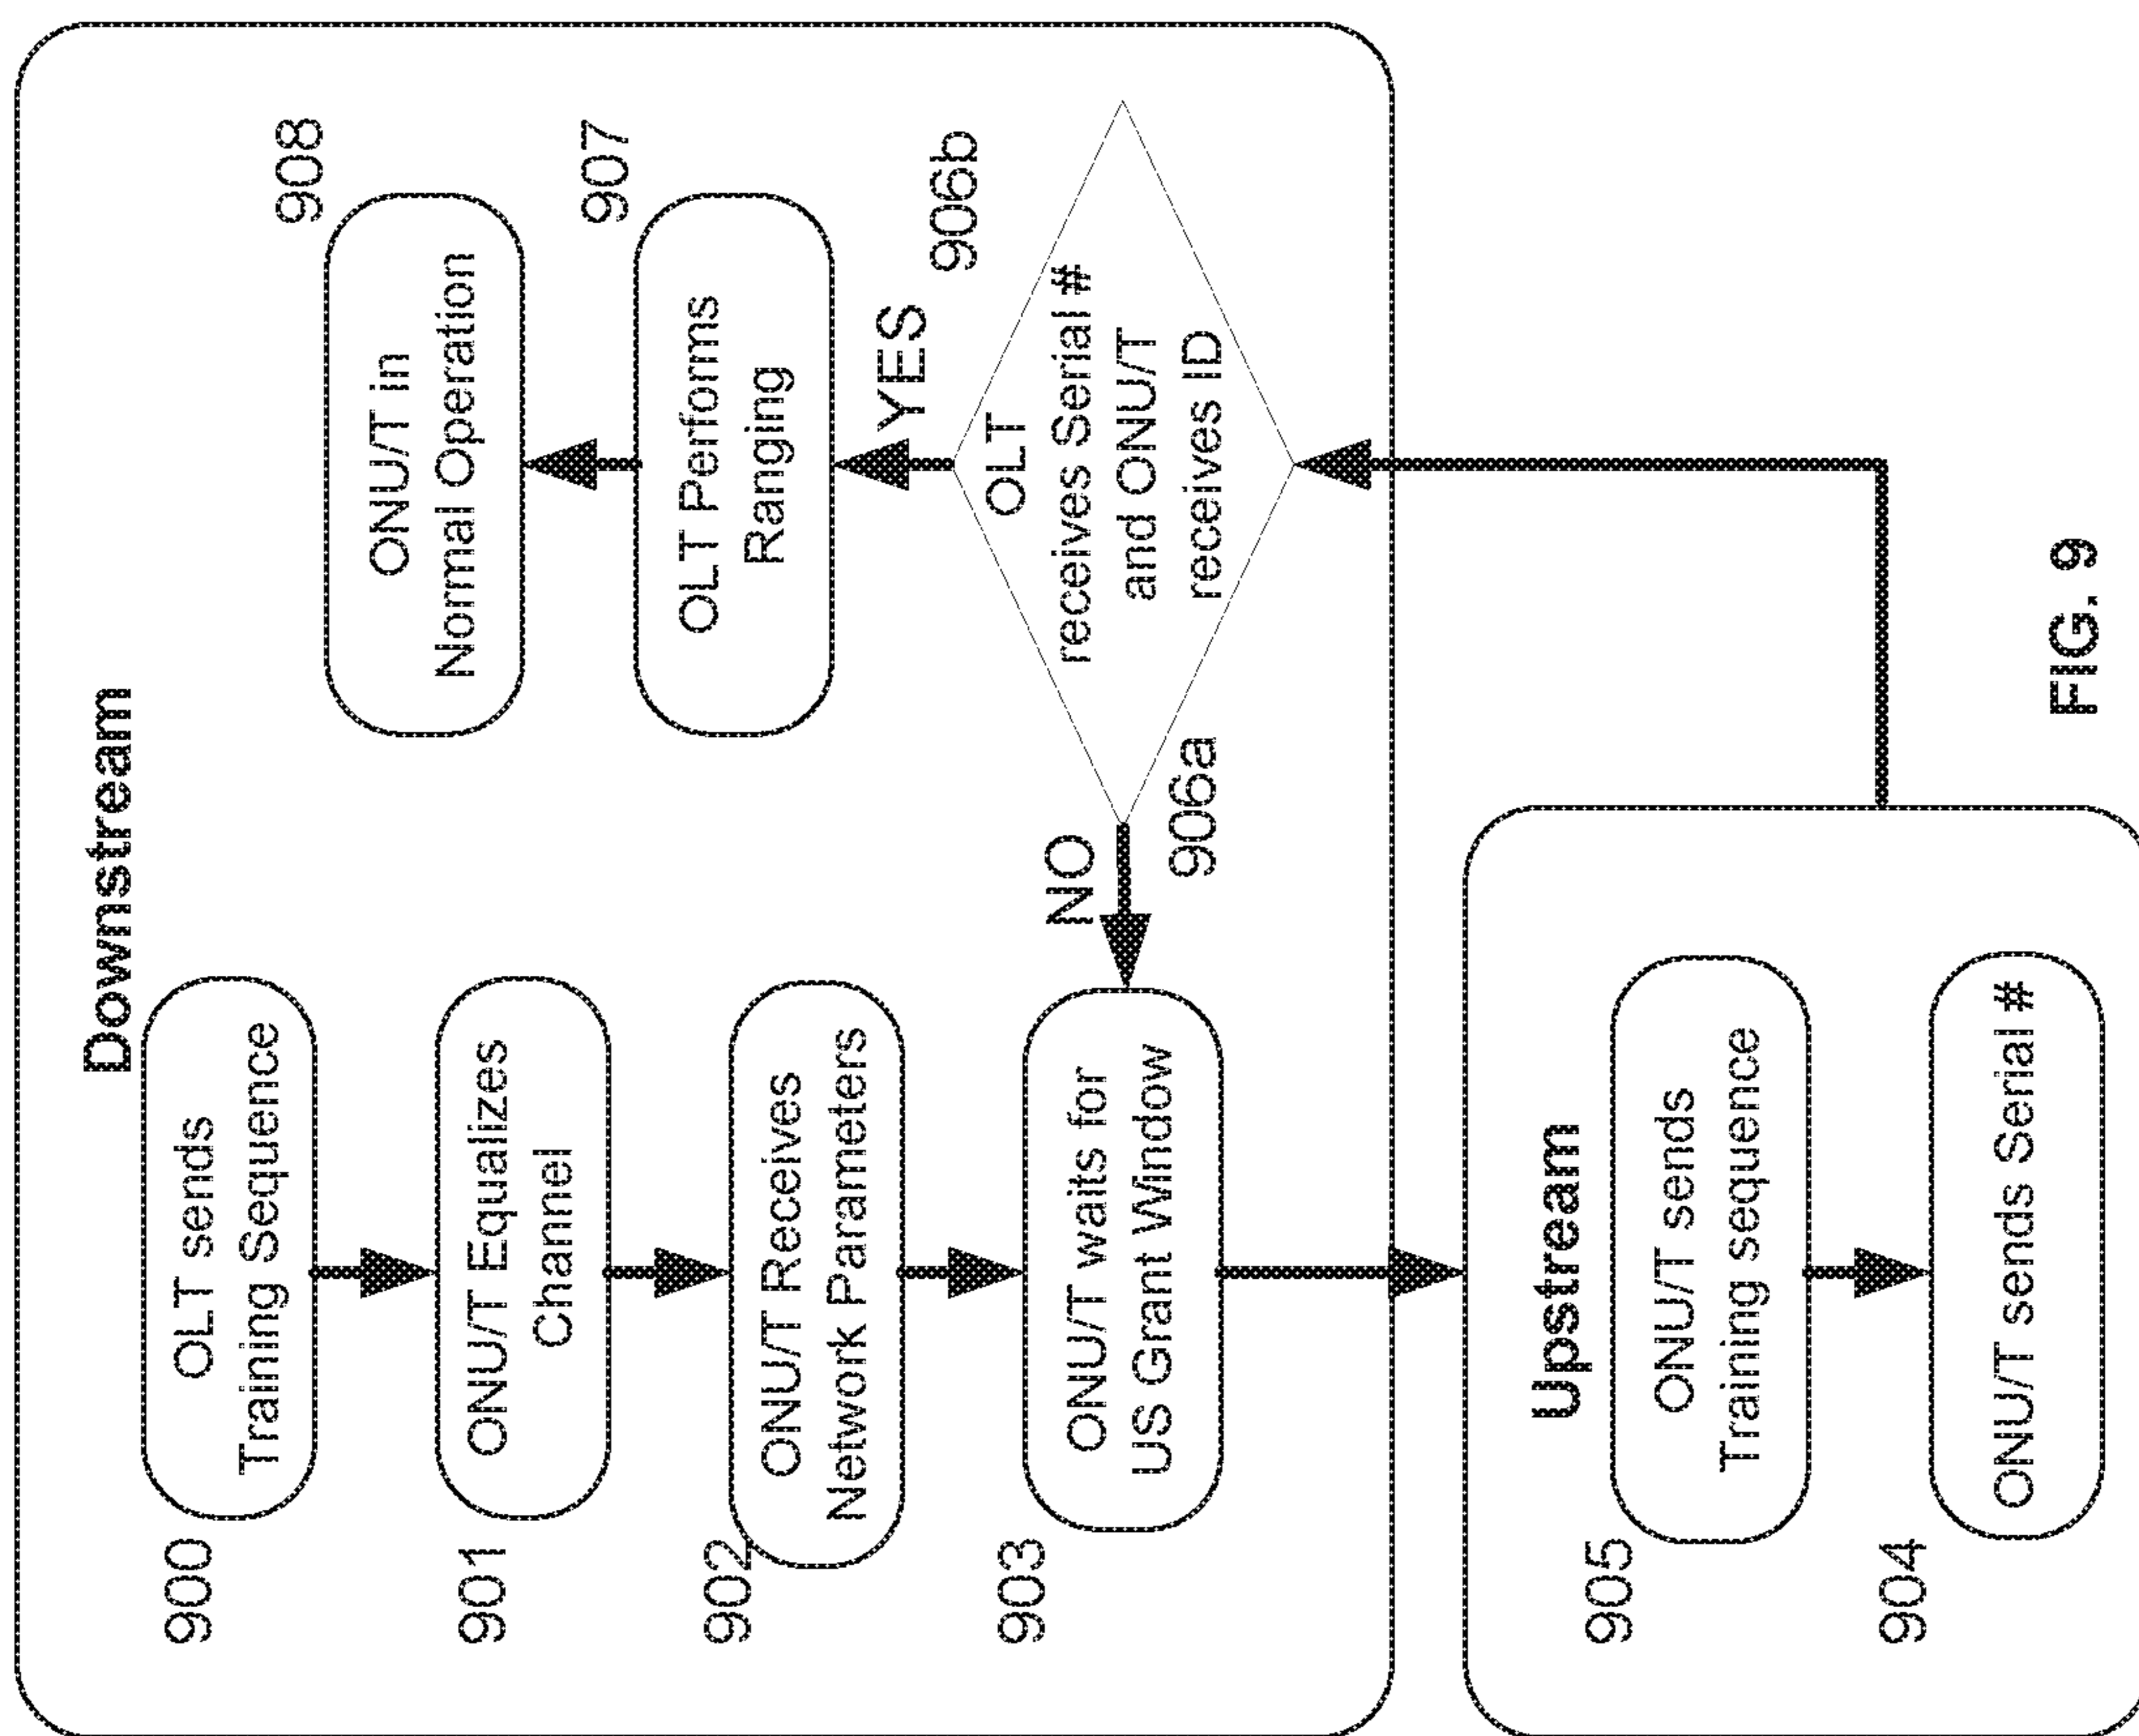 Downstream
900
OLT sends
Training Sequence
901
ONU/T Equalizes
Channel
902
ONU/T Receives
Network Parameters
903
ONU/T waits for
US Grant Window
908
ONU/T in
Normal Operation
907
OLT Performs
Ranging
YES
906b
OLT
receives Serial #
and ONU/T
receives ID
NO
906a
Upstream
905
ONU/T sends
Training sequence
904
ONU/T sends Serial #
FIG. 9